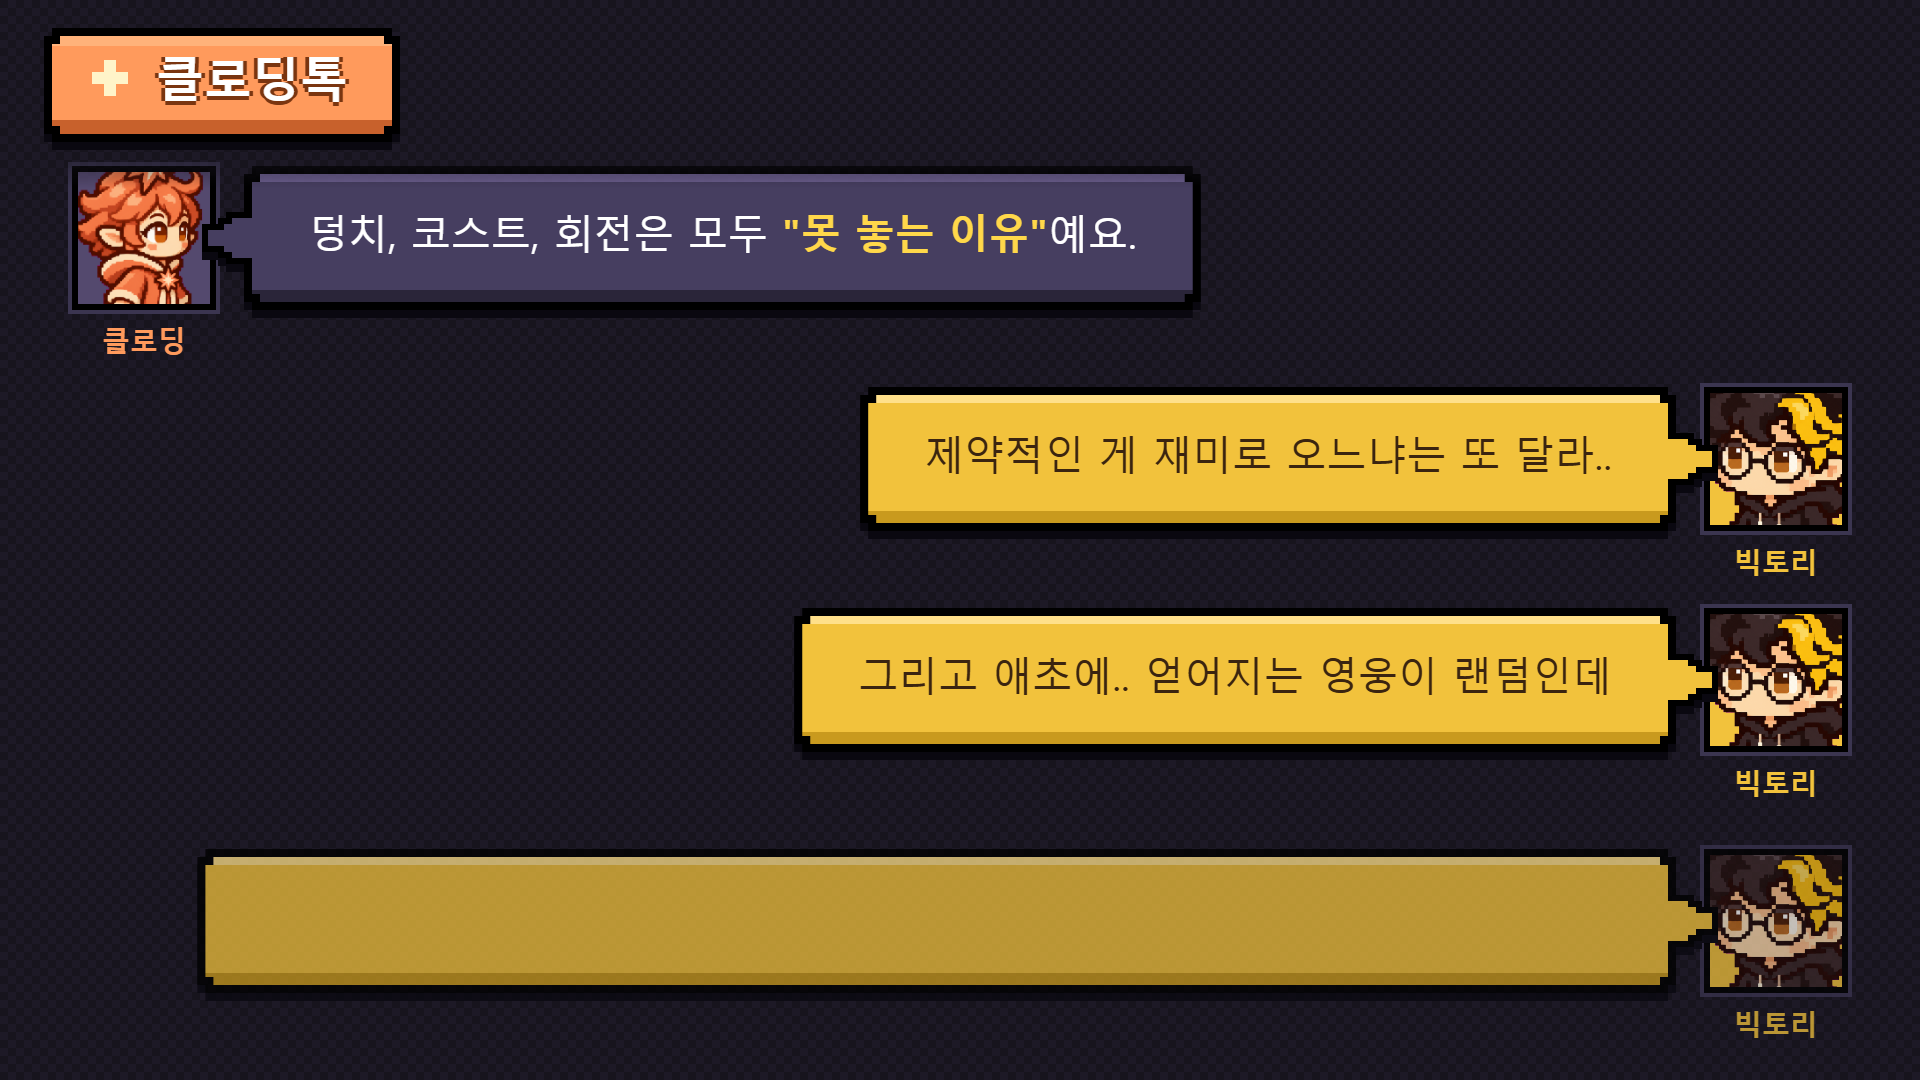 클로딩톡
덩치, 코스트, 회전은 모두 "못 놓는 이유"예요.
클로딩
제약적인 게 재미로 오느냐는 또 달라..
빅토리
그리고 애초에.. 얻어지는 영웅이 랜덤인데
빅토리
빅토리